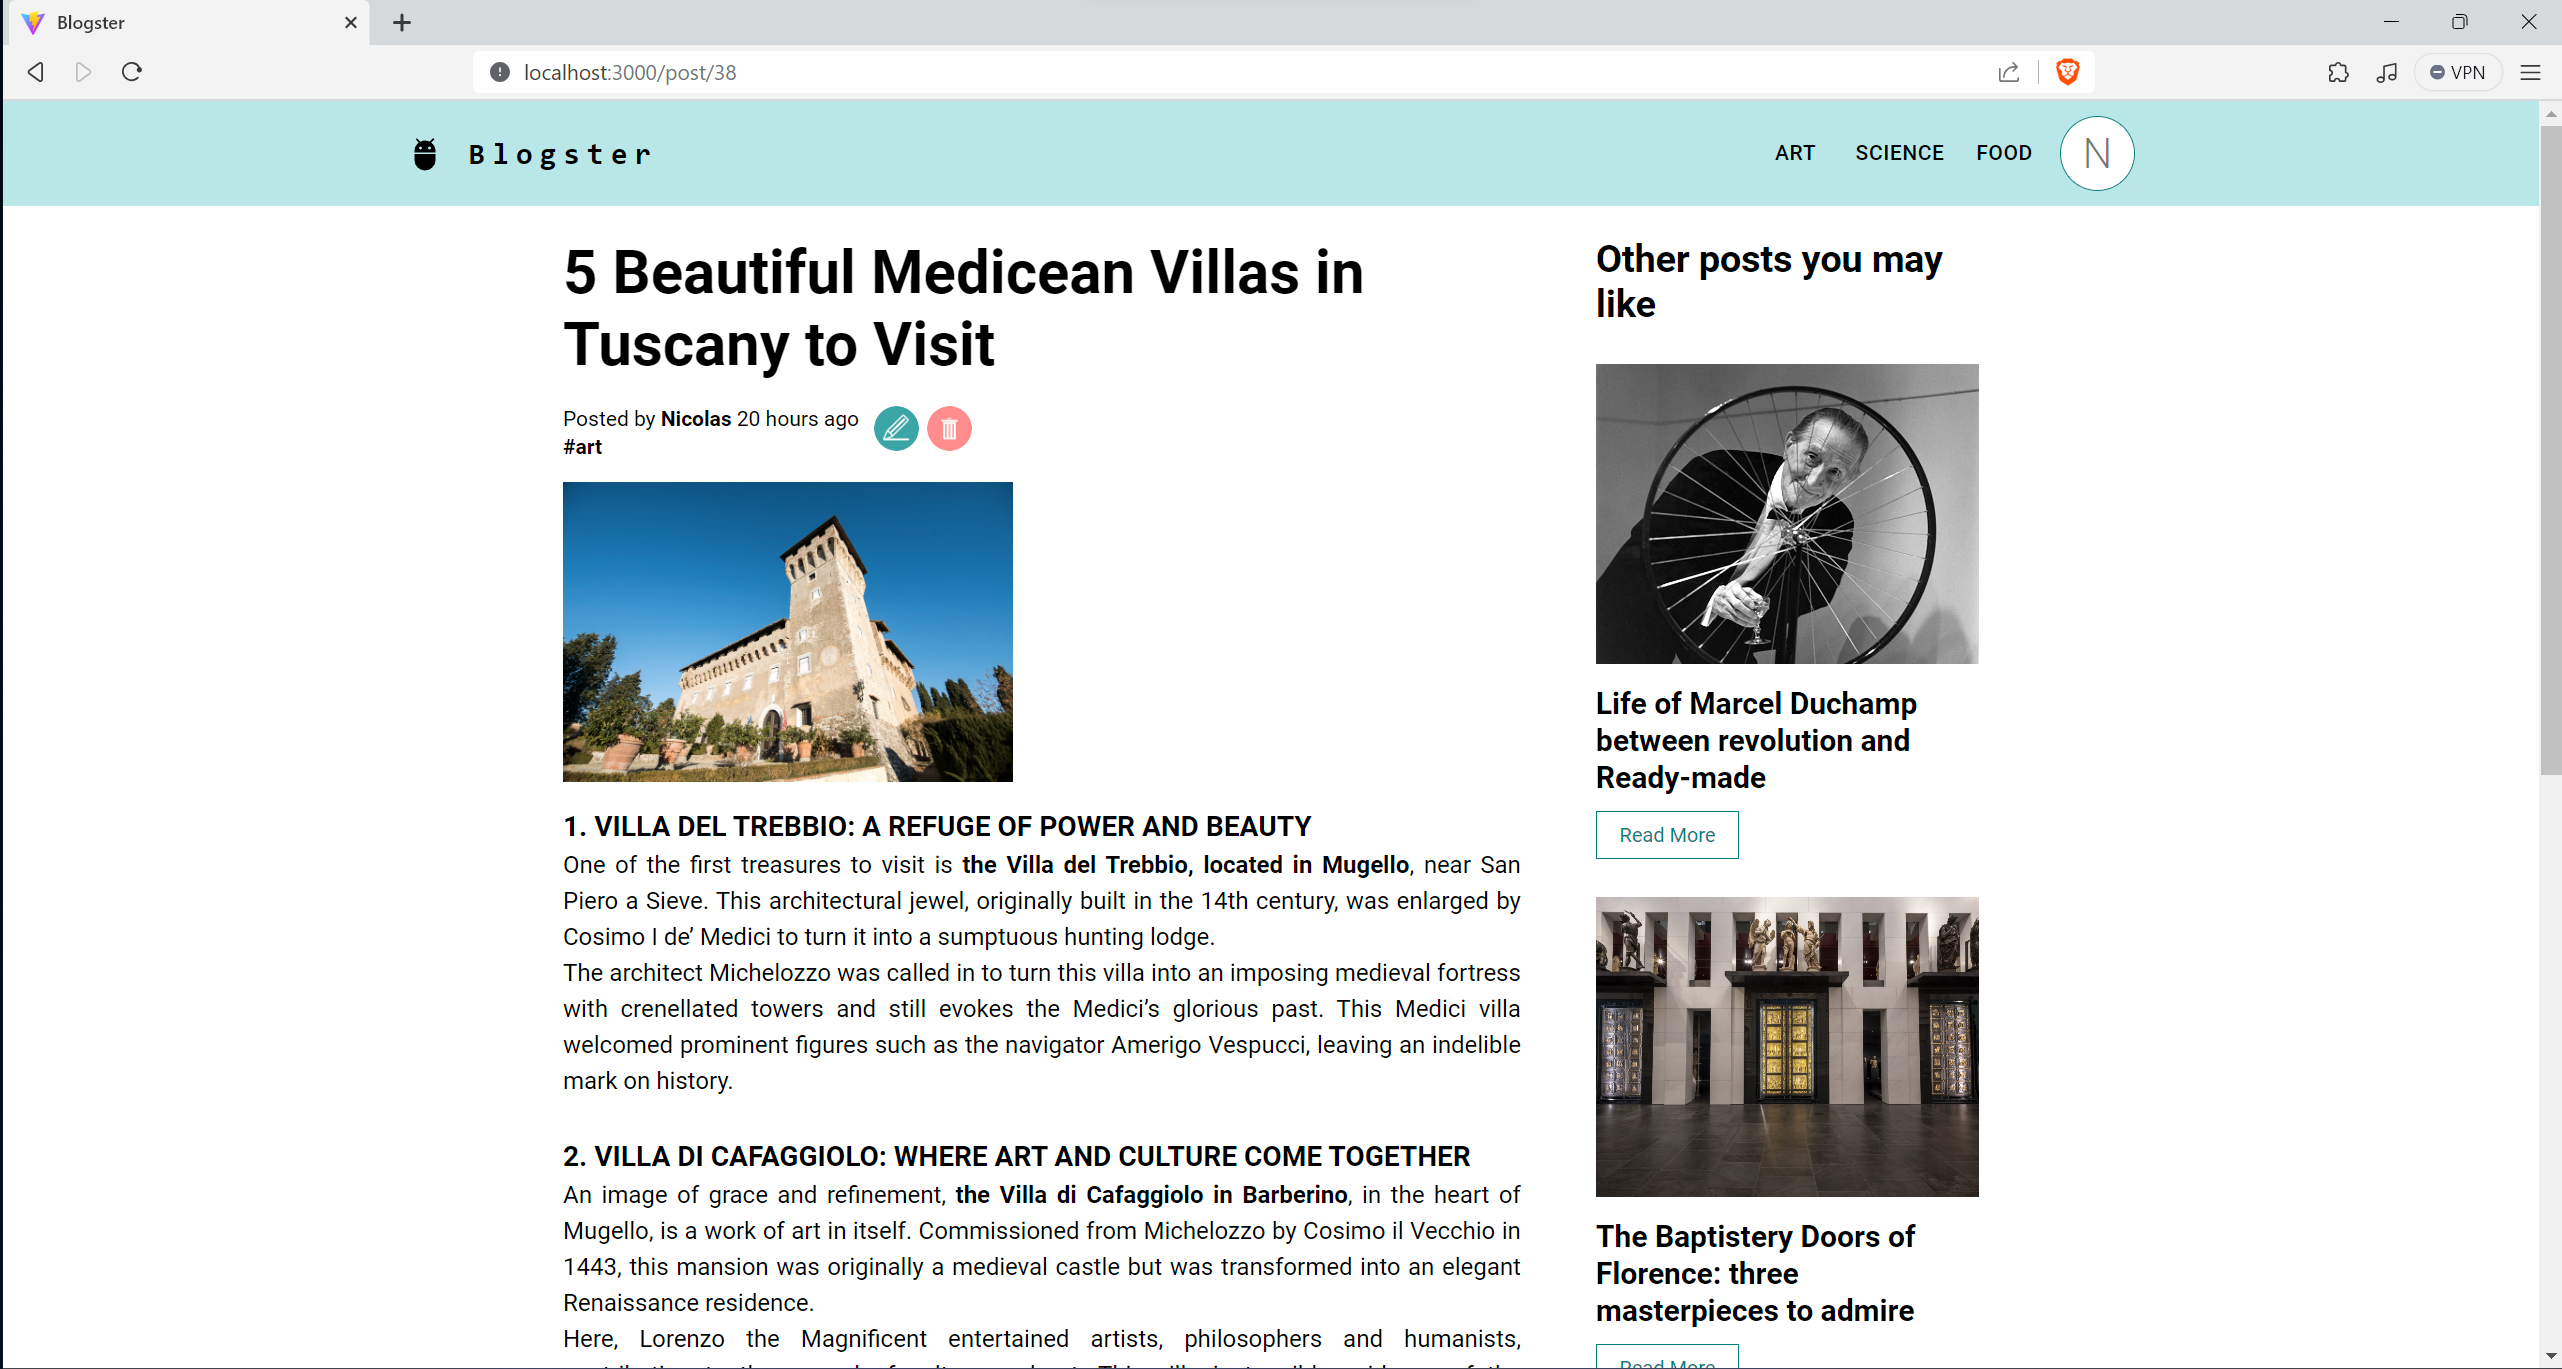 Blogster
localhost:3000/post/38
VPN
Blogster
ART SCIENCE FOOD N
5 Beautiful Medicean Villas in
Tuscany to Visit
Posted by Nicolas 20 hours ago
#art
1. VILLA DEL TREBBIO: A REFUGE OF POWER AND BEAUTY
One of the first treasures to visit is the Villa del Trebbio, located in Mugello, near San
Piero a Sieve. This architectural jewel, originally built in the 14th century, was enlarged by
Cosimo I de’ Medici to turn it into a sumptuous hunting lodge.
The architect Michelozzo was called in to turn this villa into an imposing medieval fortress
with crenellated towers and still evokes the Medici’s glorious past. This Medici villa
welcomed prominent figures such as the navigator Amerigo Vespucci, leaving an indelible
mark on history.
2. VILLA DI CAFAGGIOLO: WHERE ART AND CULTURE COME TOGETHER
An image of grace and refinement, the Villa di Cafaggiolo in Barberino, in the heart of
Mugello, is a work of art in itself. Commissioned from Michelozzo by Cosimo il Vecchio in
1443, this mansion was originally a medieval castle but was transformed into an elegant
Renaissance residence.
Here, Lorenzo the Magnificent entertained artists, philosophers and humanists,
Other posts you may
like
Life of Marcel Duchamp
between revolution and
Ready-made
Read More
The Baptistery Doors of
Florence: three
masterpieces to admire
Read More